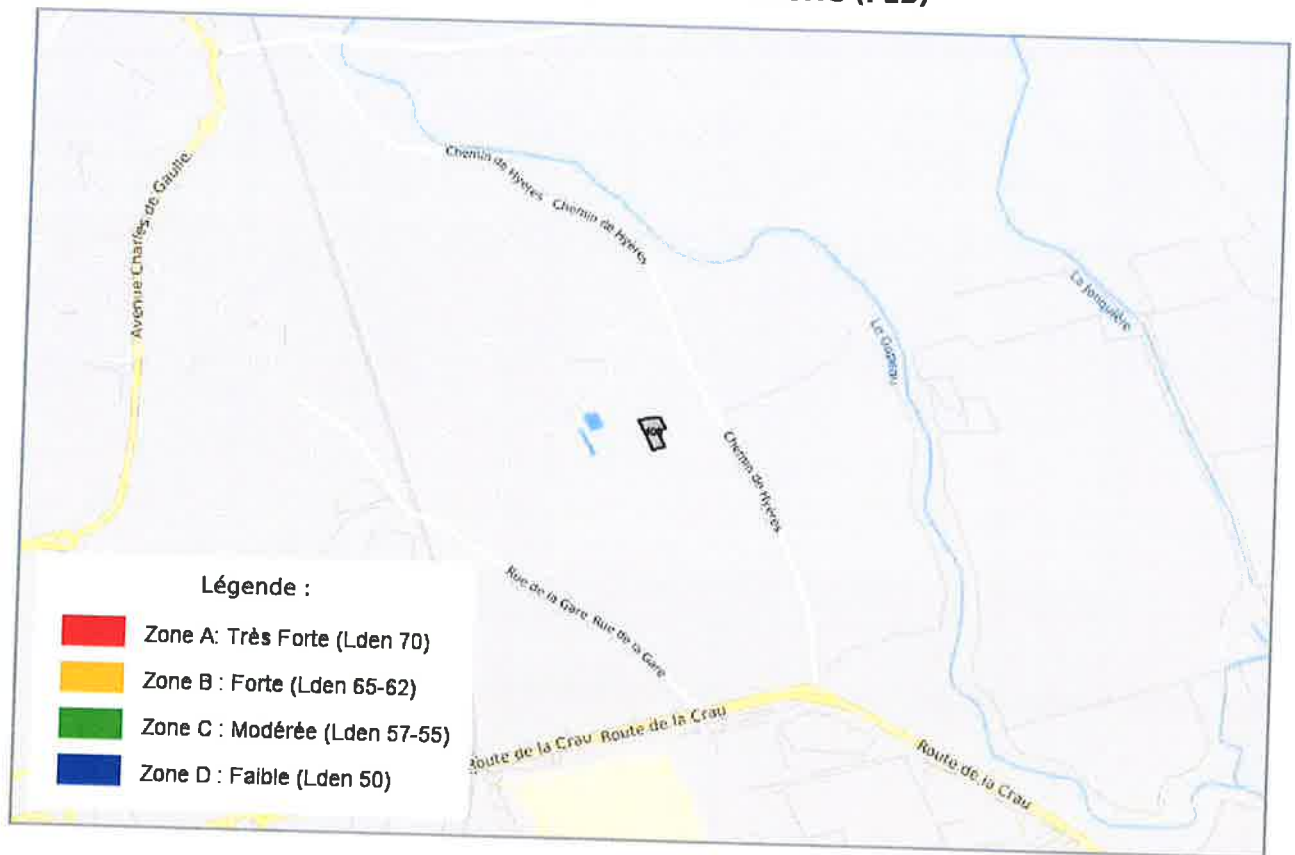 (PEB)
Avenue Charles de Gaulle
Chemin de Hyères Chemin de Hyères
La Jonquière
Le Gapeau
Chemin de Hyères
Rue de la Gare Rue de la Gare
Route de la Crau Route de la Crau
Route de la Crau
Légende :
Zone A: Très Forte (Lden 70)
Zone B : Forte (Lden 65-62)
Zone C : Modérée (Lden 57-55)
Zone D : Faible (Lden 50)